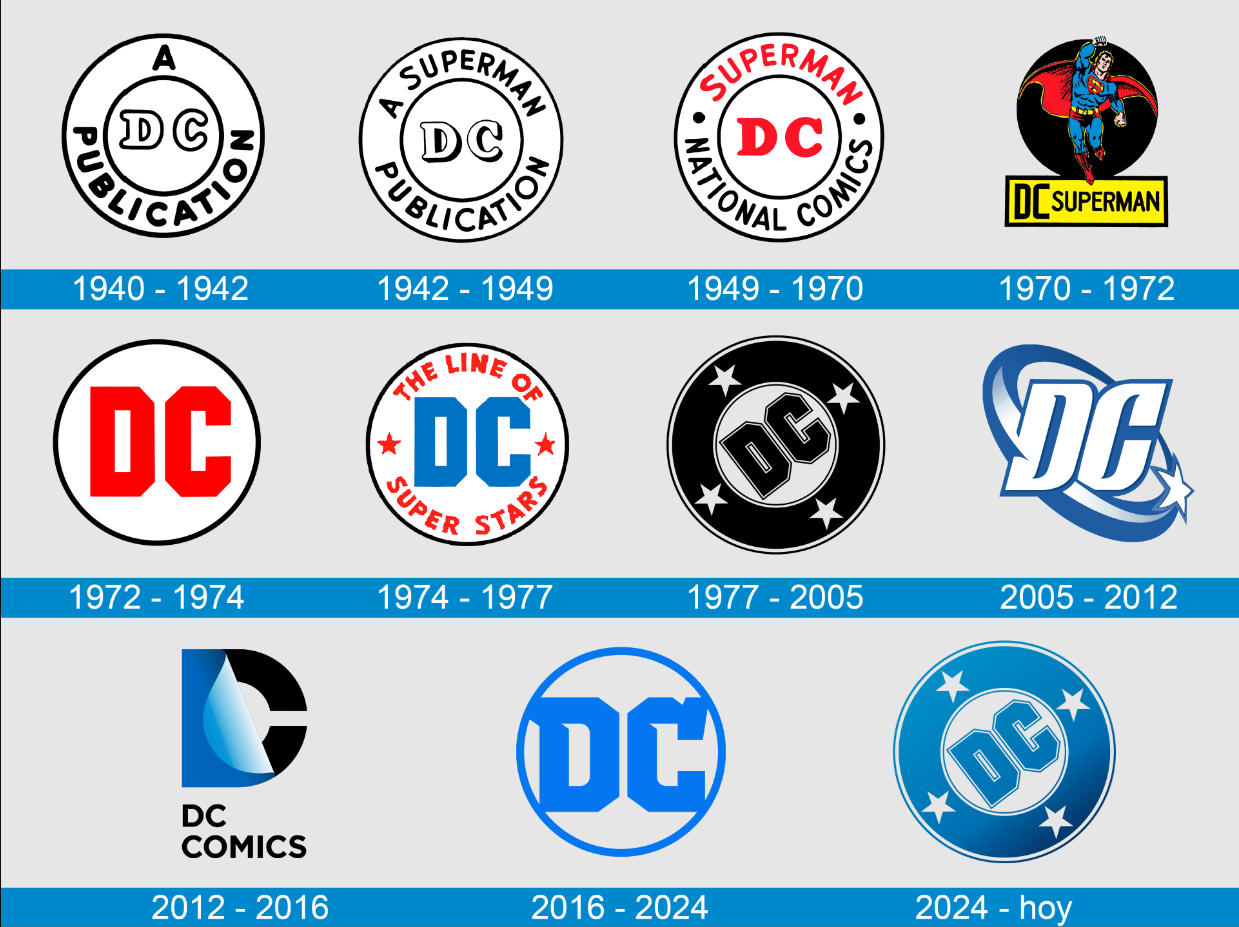 A
DC
PUBLICATION
A SUPERMAN
DC
PUBLICATION
SUPERMAN
DC
NATIONAL COMICS
DC SUPERMAN
1940 - 1942
1942 - 1949
1949 - 1970
1970 - 1972
DC
THE LINE OF
DC
SUPER STARS
DC
DC
1972 - 1974
1974 - 1977
1977 - 2005
2005 - 2012
DC
DC
COMICS
DC
DC
2012 - 2016
2016 - 2024
2024 - hoy